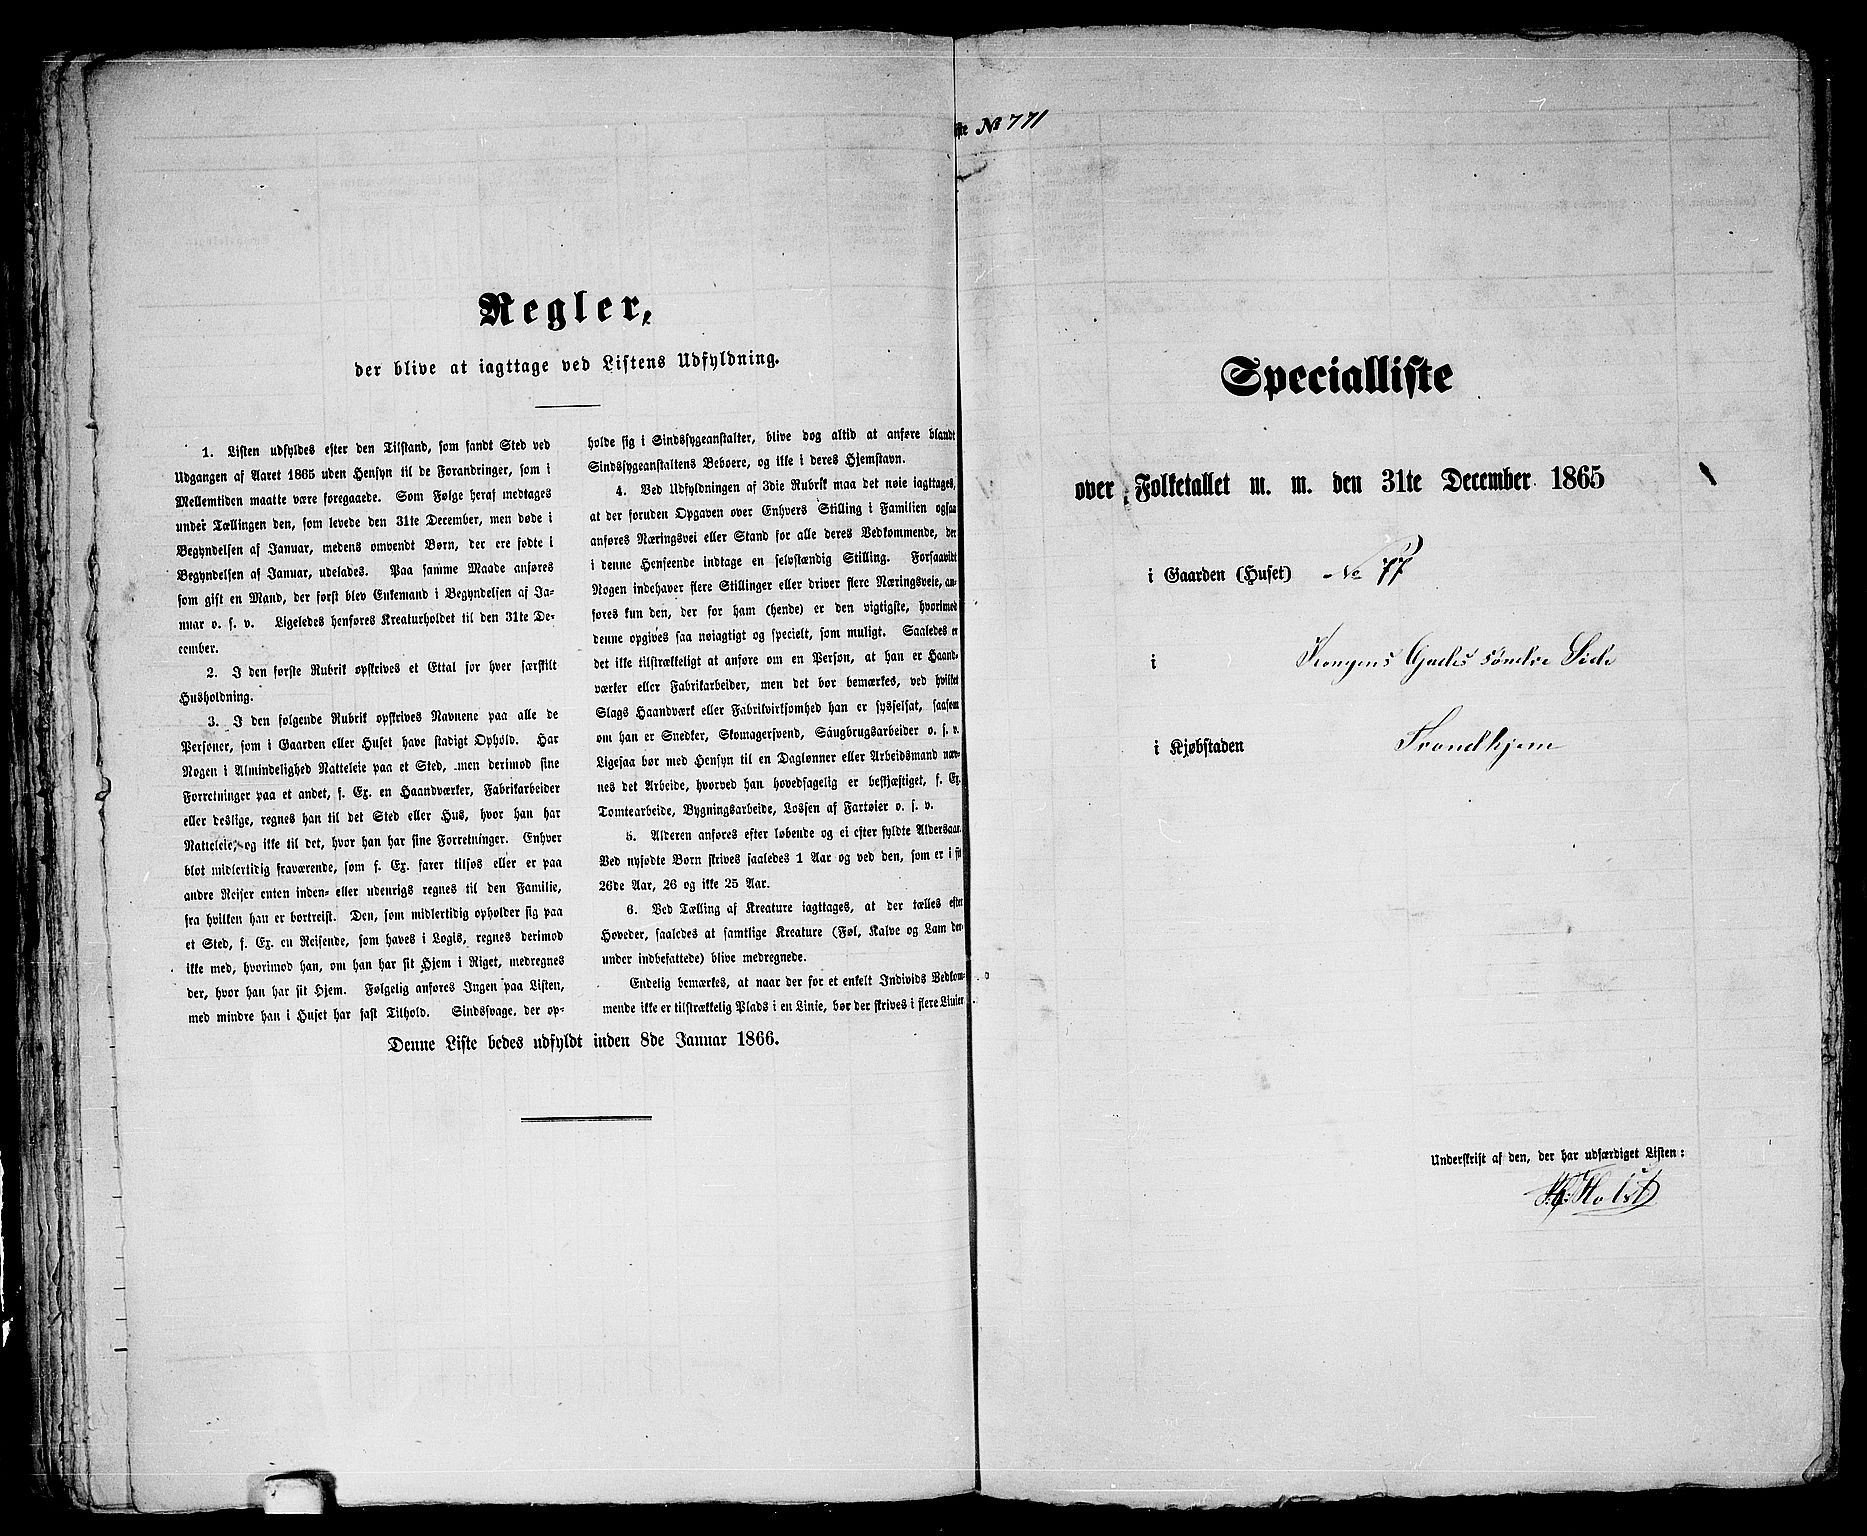 Regler,
der blive at iagttage ved Listens Udfyldning.
1. Listen udfyldes efter den Tilstand, som fandt Sted ved
Udgangen af Aaret 1865 uden Hensyn til de Forandringer, som i
Mellemtiden maatte være foregaaede. Som Følge heraf medtages
under Tællingen den, som levede den 31te December, men døde i
Begyndelsen af Januar, medens omvendt Børn, der ere fødte i
Begyndelsen af Januar, udelades. Paa samme Maade anføres
som gift en Mand, der først blev Enkemand i Begyndelsen af Ja-
nuar o. s. v. Ligeledes henføres Kreaturholdet til den 31te De-
cember.
2. I den første Rubrik opskrives et Ettal for hver særskilt
Husholdning.
3. I den følgende Rubrik opskrives Navnene paa alle de
Personer, som i Gaarden eller Huset have stadigt Ophold. Har
Nogen i Almindelighed Natteleie paa et Sted, men derimod sine
Forretninger paa et andet, f. Ex. en Haandværker, Fabrikarbeider
eller deslige, regnes han til det Sted eller Hus, hvor han har
Natteleie, og ikke til det, hvor han har sine Forretninger. Enhver
blot midlertidig fraværende, som f. Ex. farer tilsøs eller er paa
andre Reiser enten inden- eller udenrigs regnes til den Familie,
fra hvilken han er bortreist. Den, som midlertidig opholder sig paa
et Sted, f. Ex. en Reisende, som haves i Logis, regnes derimod
ikke med, hvorimod han, om han har sit Hjem i Riget, medregnes
der, hvor han har sit Hjem. Følgelig anføres Ingen paa Listen,
med mindre han i Huset har fast Tilhold. Sindssvage, der op-
holde sig i Sindssygeanstalter, blive dog altid at anføre blandt
Sindssygeanstaltens Beboere, og ikke i deres Hjemstavn.
4. Ved Udfyldningen af 3die Rubrik maa det nøie iagttages,
at der foruden Opgaven over Enhvers Stilling i Familien ogsaa
anføres Næringsvei eller Stand for alle deres Vedkommende, der
i denne Henseende indtage en selvstændig Stilling. Forsaavidt
Nogen indehaver flere Stillinger eller driver flere Næringsveie, an-
føres kun den, der for ham (hende) er den vigtigste, hvorimod
denne opgives saa nøiagtigt og specielt, som muligt. Saaledes er
det ikke tilstrækkeligt at anføre om en Person, at han er Haand-
værker eller Fabrikarbeider, men det bør bemærkes, ved hvilket
Slags Haandværk eller Fabrikvirksomhed han er sysselsat, saasom
om han er Snedker, Skomagersvend, Saugbrugsarbeider o. s. v.
Ligesaa bør med Hensyn til en Dagløner eller Arbeidsmand næv-
nes det Arbeide, hvorved han hovedsagelig er beskjæftiget, f. Ex.
Tomtearbeide, Bygningsarbeide, Lossen af Fartøier o. s. v.
5. Alderen anføres efter løbende og ei efter fyldte Aldersaar.
Ved nyfødte Børn skrives saaledes 1 Aar og ved den, som er i sit
26de Aar, 26 og ikke 25 Aar.
6. Ved Tælling af Kreature iagttages, at der tælles efter
Hoveder, saaledes at samtlige Kreature (Føl, Kalve og Lam der-
under indbefattede) blive medregnede.
Endelig bemærkes, at naar der for et enkelt Individs Vedkom-
mende ikke er tilstrækkelig Plads i en Linie, bør der skrives i flere Linier
Denne Liste bedes udfyldt inden 8de Januar 1866.
ste No 771
Specialliste
over Folketallet m. m. den 31te December 1865
i Gaarden (Huset) No 77
i Kongens Gades søndre Side
i Kjøbstaden Trondhjem
Underskrift af den, der har udfærdiget Listen:
Holst